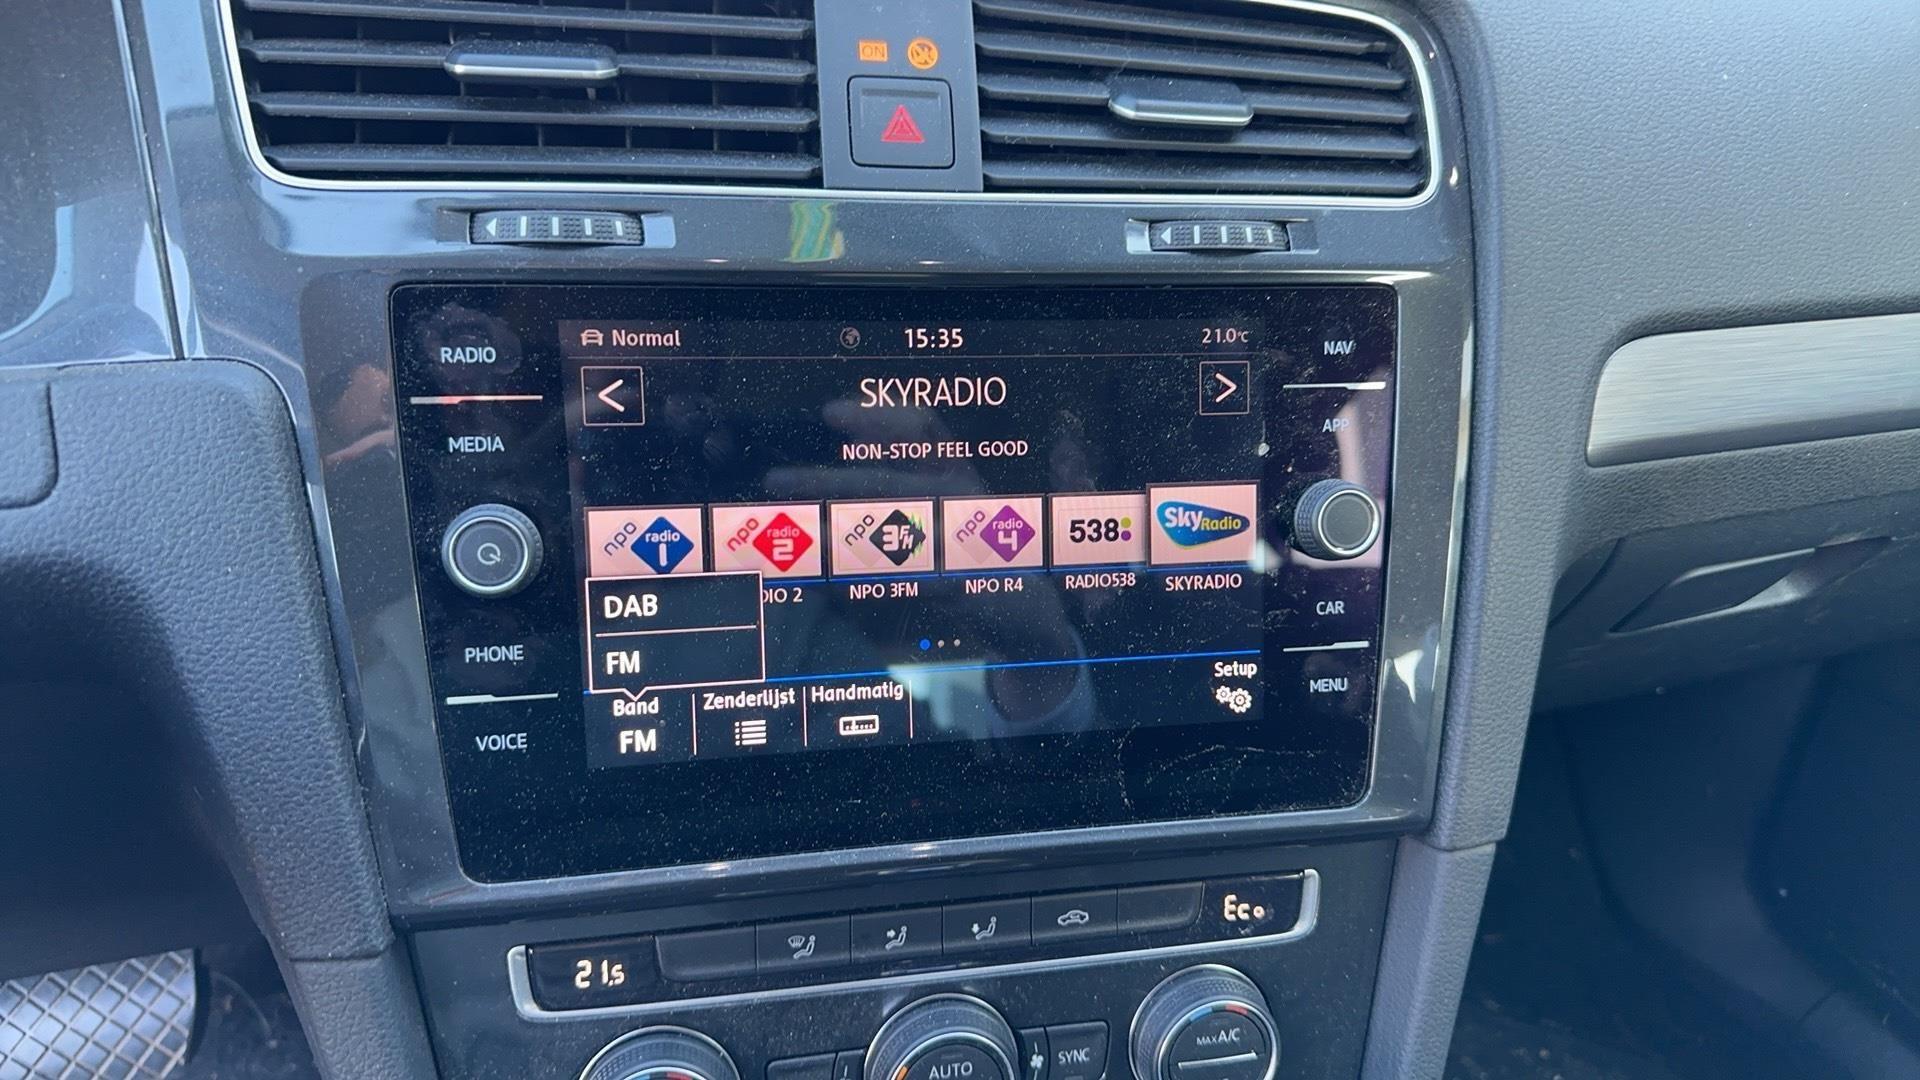 ON
RADIO
MEDIA
PHONE
VOICE
Normal
15:35
21.0°C
<
SKYRADIO
>
NON-STOP FEEL GOOD
npo radio 1
npo radio 2
npo 3FM
npo radio 4
538
Sky Radio
DIO 2
NPO 3FM
NPO R4
RADIO538
SKYRADIO
DAB
FM
Band
FM
Zenderlijst
Handmatig
Setup
NAV
APP
CAR
MENU
21.5
Eco
AUTO
SYNC
MAX A/C